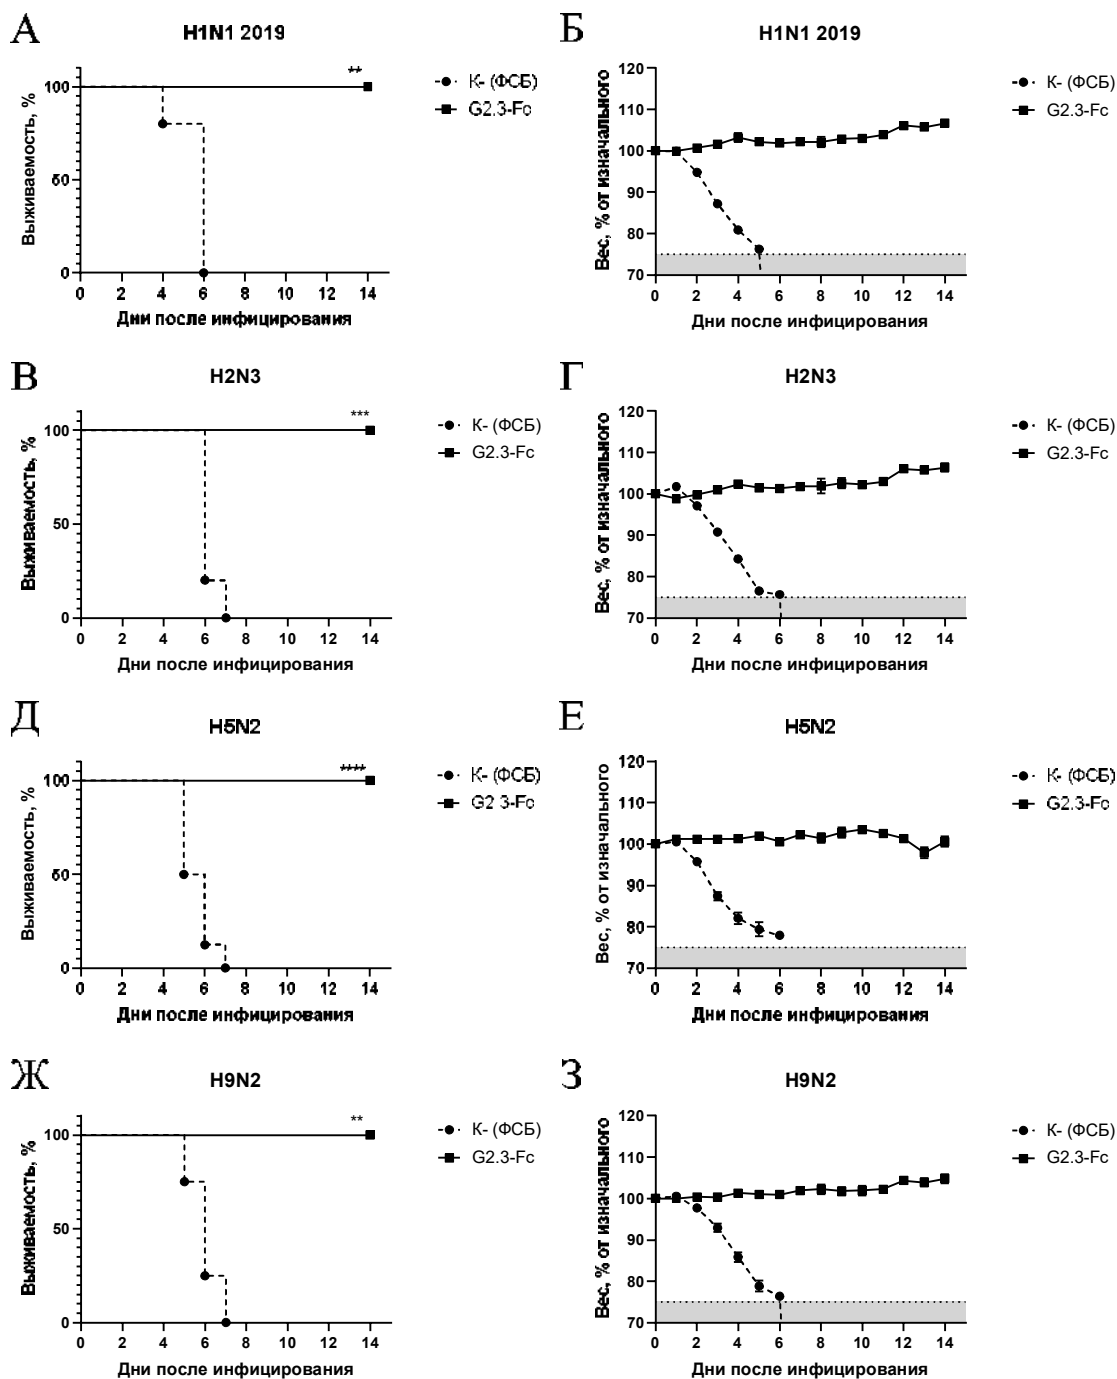 А
H1N1 2019
Выживаемость, %
100
50
0
**
0 2 4 6 8 10 12 14
Дни после инфицирования
К- (ФСБ)
G2.3-Fc
Б
H1N1 2019
Вес, % от изначального
120
110
100
90
80
70
0 2 4 6 8 10 12 14
Дни после инфицирования
К- (ФСБ)
G2.3-Fc
В
H2N3
Выживаемость, %
100
50
0
***
0 2 4 6 8 10 12 14
Дни после инфицирования
К- (ФСБ)
G2.3-Fc
Г
H2N3
Вес, % от изначального
120
110
100
90
80
70
0 2 4 6 8 10 12 14
Дни после инфицирования
К- (ФСБ)
G2.3-Fc
Д
H5N2
Выживаемость, %
100
50
0
****
0 2 4 6 8 10 12 14
Дни после инфицирования
К- (ФСБ)
G2.3-Fc
Е
H5N2
Вес, % от изначального
120
110
100
90
80
70
0 2 4 6 8 10 12 14
Дни после инфицирования
К- (ФСБ)
G2.3-Fc
Ж
H9N2
Выживаемость, %
100
50
0
**
0 2 4 6 8 10 12 14
Дни после инфицирования
К- (ФСБ)
G2.3-Fc
З
H9N2
Вес, % от изначального
120
110
100
90
80
70
0 2 4 6 8 10 12 14
Дни после инфицирования
К- (ФСБ)
G2.3-Fc